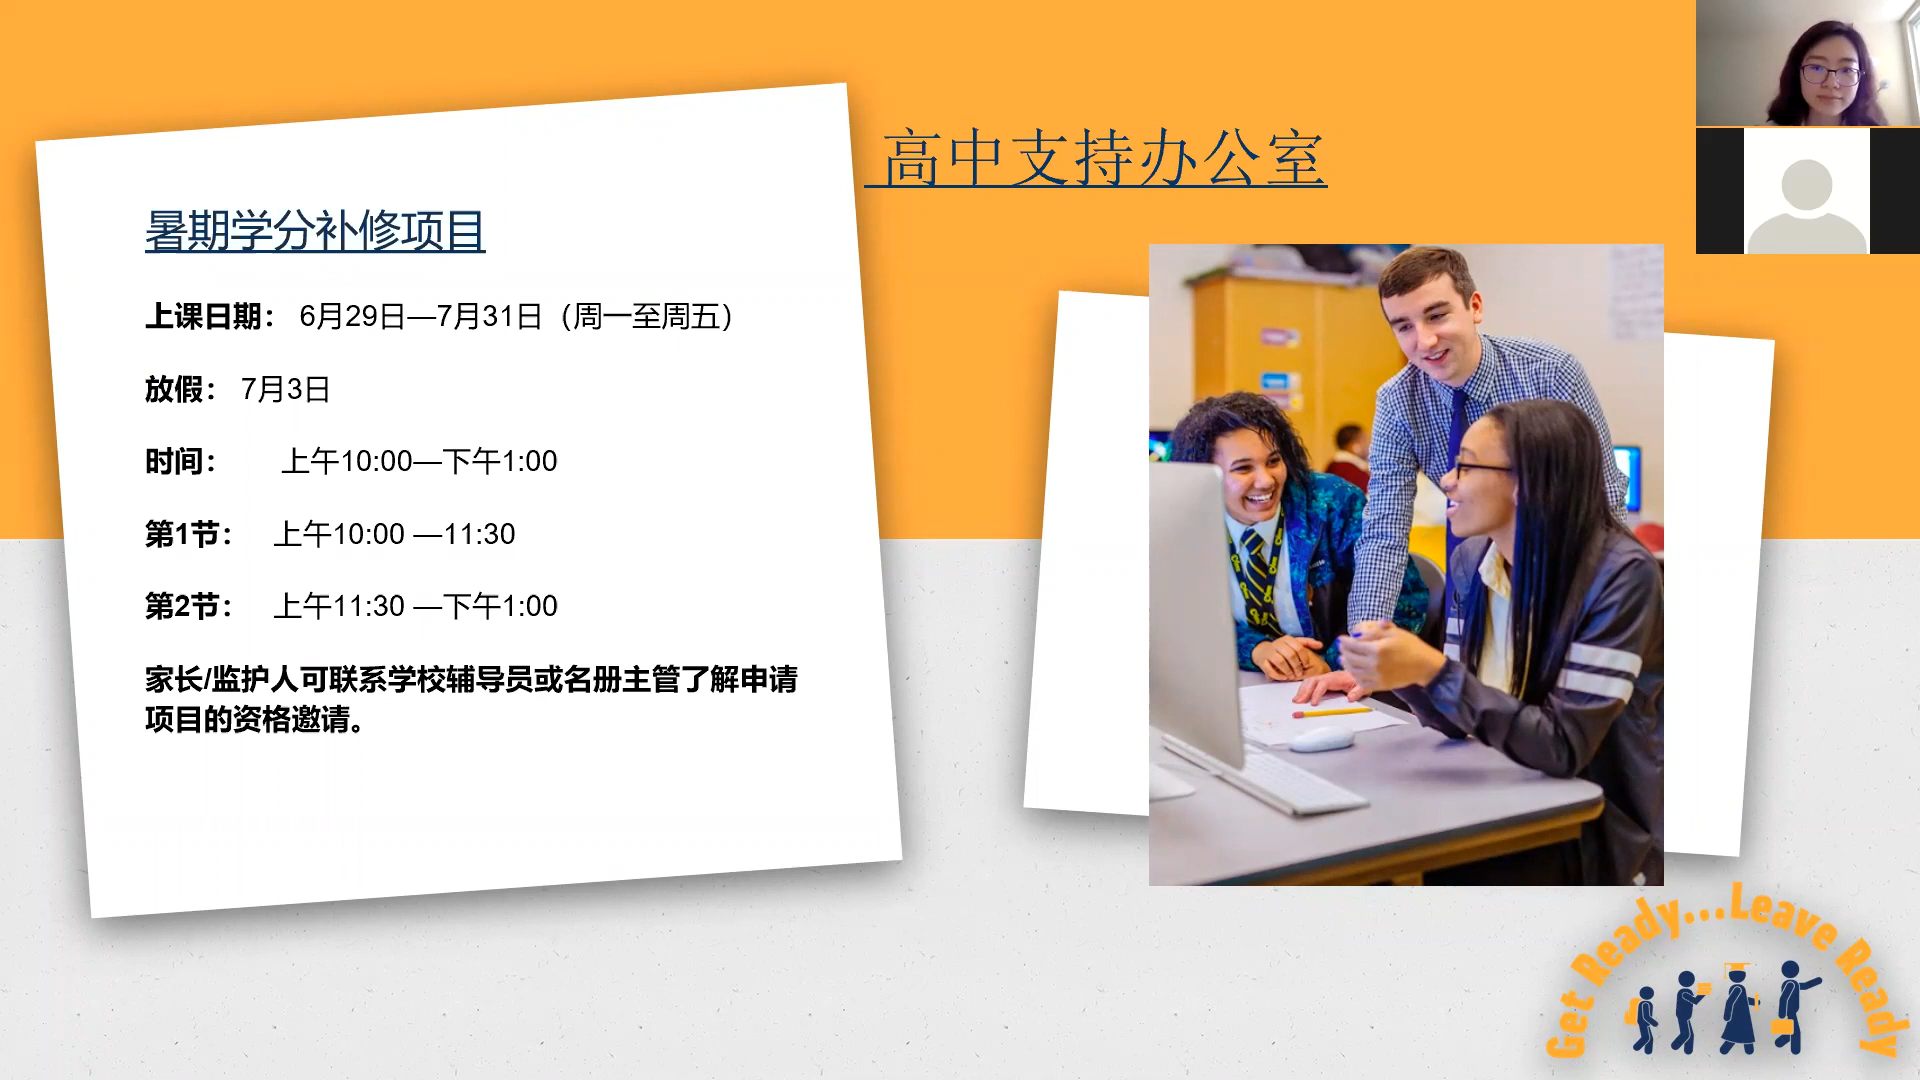 高中支持办公室
暑期学分补修项目
上课日期： 6月29日—7月31日（周一至周五）
放假： 7月3日
时间： 上午10:00—下午1:00
第1节： 上午10:00 —11:30
第2节： 上午11:30 —下午1:00
家长/监护人可联系学校辅导员或名册主管了解申请
项目的资格邀请。
Get Ready...Leave Ready